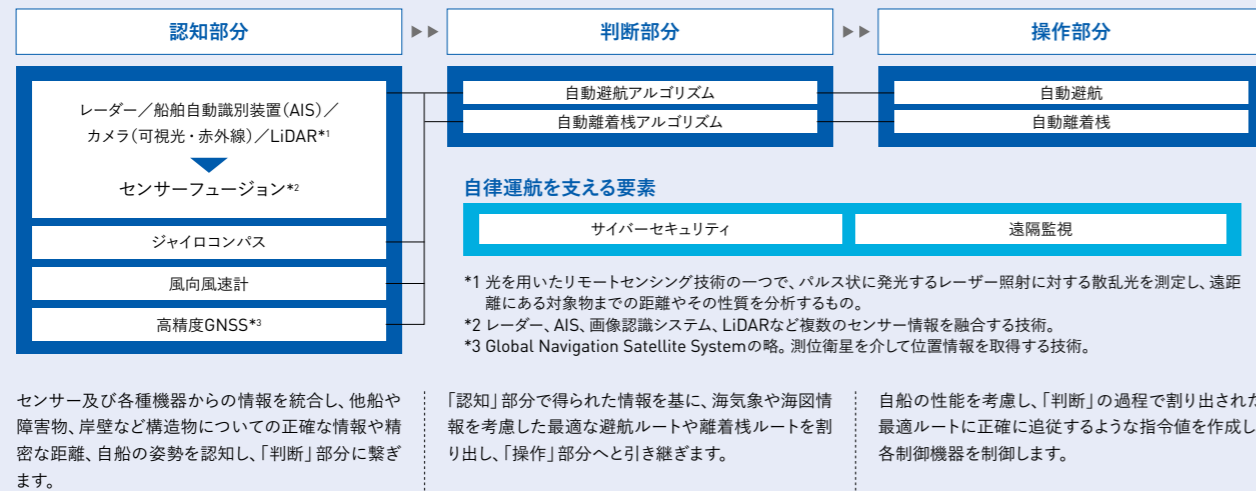 認知部分
▶▶
判断部分
▶▶
操作部分
レーダー／船舶自動識別装置(AIS)／
カメラ(可視光・赤外線)／LiDAR*1
センサーフュージョン*2
ジャイロコンパス
風向風速計
高精度GNSS*3
自動避航アルゴリズム
自動離着桟アルゴリズム
自動避航
自動離着桟
自律運航を支える要素
サイバーセキュリティ
遠隔監視
*1 光を用いたリモートセンシング技術の一つで、パルス状に発光するレーザー照射に対する散乱光を測定し、遠距
離にある対象物までの距離やその性質を分析するもの。
*2 レーダー、AIS、画像認識システム、LiDARなど複数のセンサー情報を融合する技術。
*3 Global Navigation Satellite Systemの略。測位衛星を介して位置情報を取得する技術。
センサー及び各種機器からの情報を統合し、他船や
障害物、岸壁など構造物についての正確な情報や精
密な距離、自船の姿勢を認知し、「判断」部分に繋ぎ
ます。
「認知」部分で得られた情報を基に、海気象や海図情
報を考慮した最適な避航ルートや離着桟ルートを割
り出し、「操作」部分へと引き継ぎます。
自船の性能を考慮し、「判断」の過程で割り出された
最適ルートに正確に追従するような指令値を作成し
各制御機器を制御します。